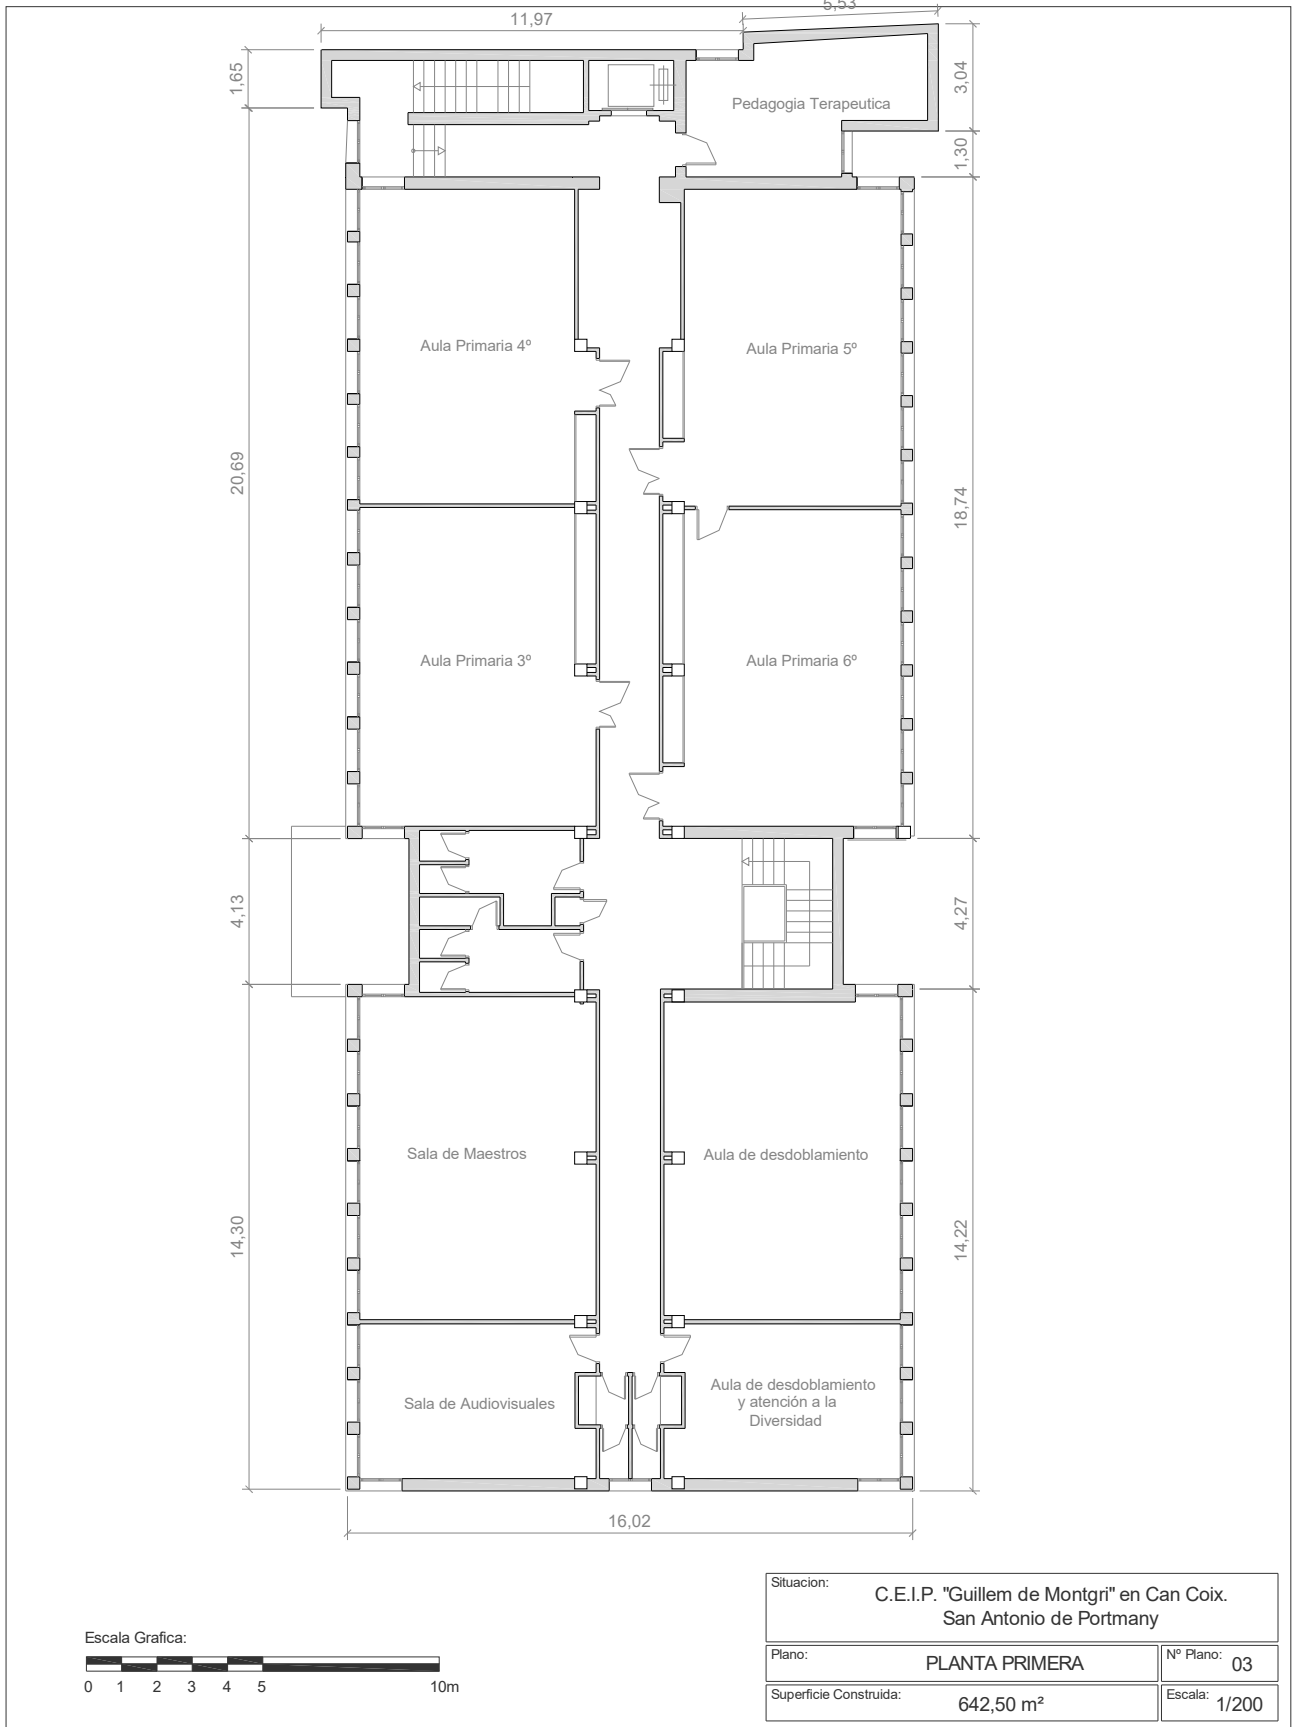 5,53
11,97
1,65
3,04
Pedagogia Terapeutica
1,30
Aula Primaria 4º
Aula Primaria 5º
20,69
18,74
Aula Primaria 3º
Aula Primaria 6º
4,13
4,27
Sala de Maestros
Aula de desdoblamiento
14,30
14,22
Sala de Audiovisuales
Aula de desdoblamiento
y atención a la
Diversidad
16,02
Situacion:
C.E.I.P. "Guillem de Montgri" en Can Coix.
San Antonio de Portmany
Escala Grafica:
0 1 2 3 4 5 10m
Plano: PLANTA PRIMERA
Nº Plano: 03
Superficie Construida: 642,50 m²
Escala: 1/200